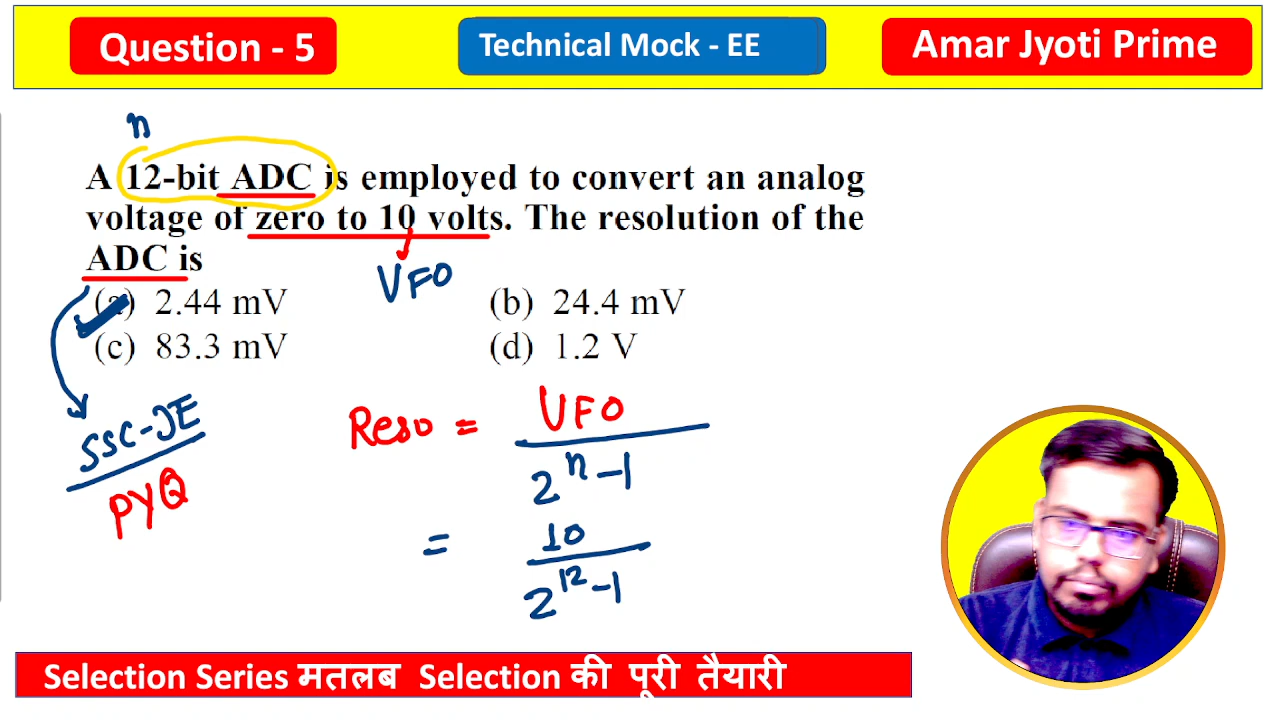 Question - 5
Technical Mock - EE
Amar Jyoti Prime
n
A 12-bit ADC is employed to convert an analog
voltage of zero to 10 volts. The resolution of the
ADC is
VFO
(a) 2.44 mV
(b) 24.4 mV
(c) 83.3 mV
(d) 1.2 V
SSC-JE
PYQ
Reso = VFO
2^n - 1
= 10
2^12 - 1
Selection Series मतलब Selection की पूरी तैयारी